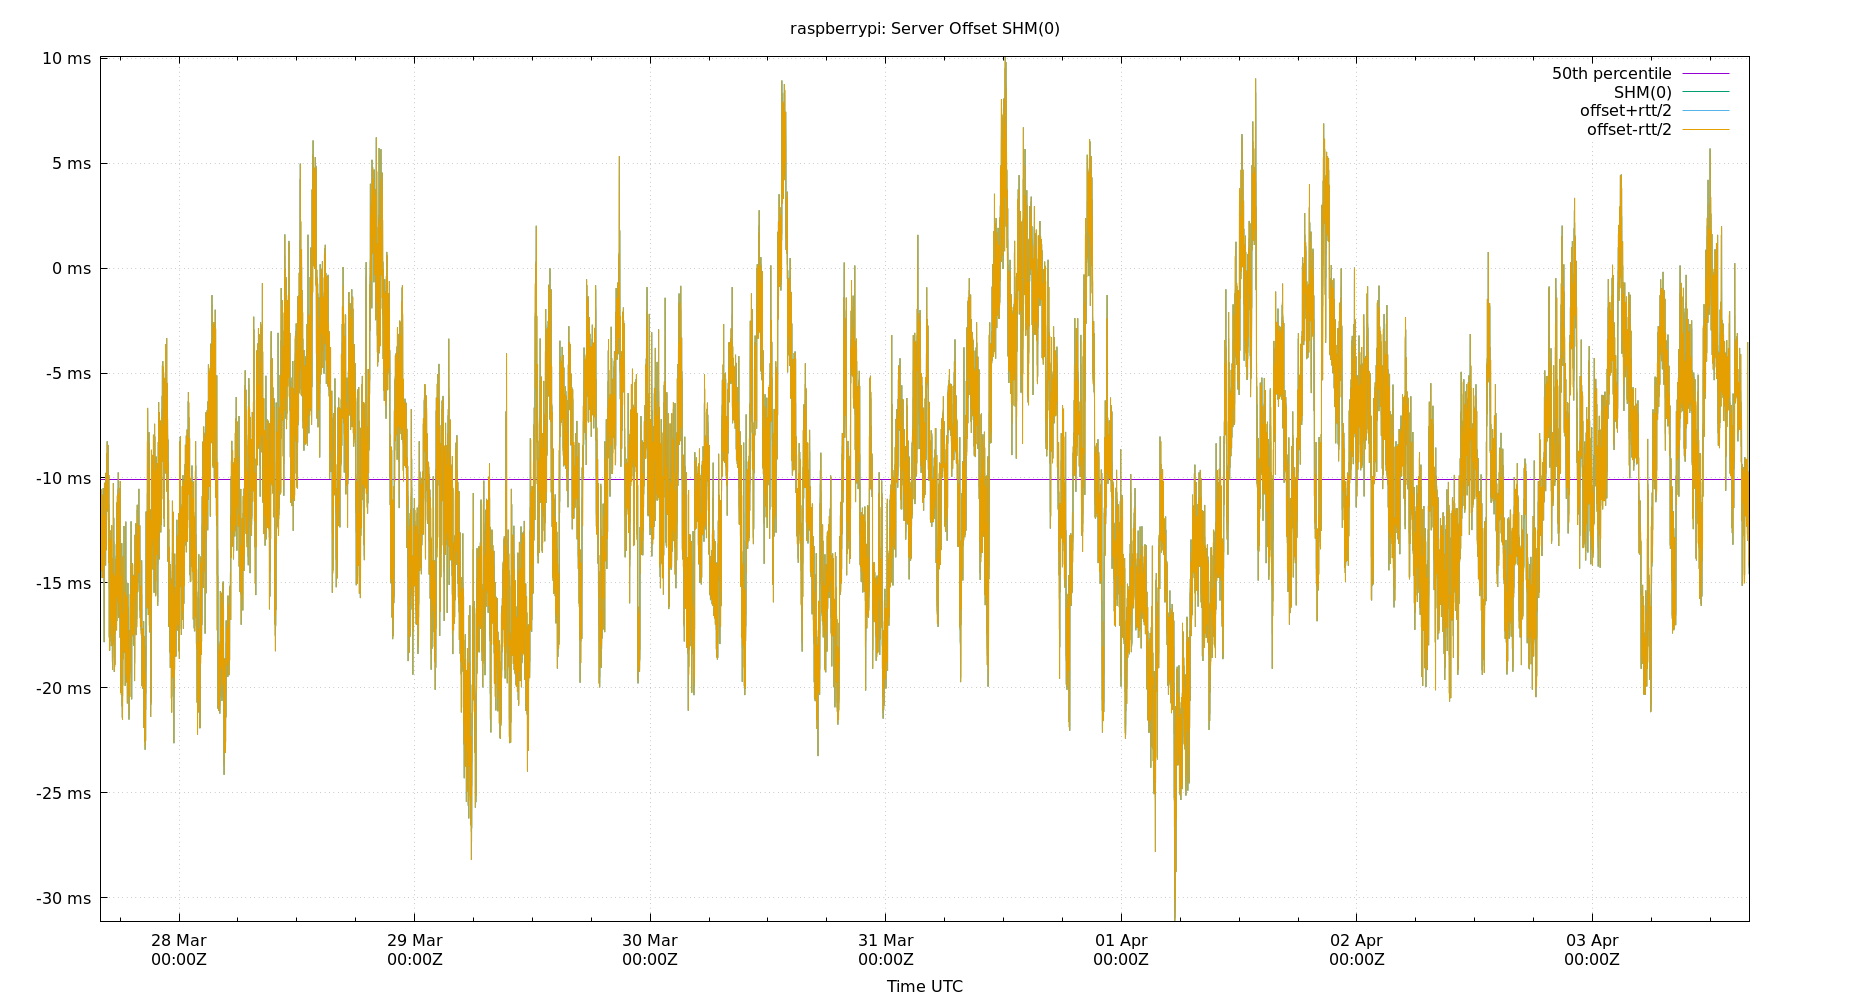 raspberrypi: Server Offset SHM(0)
10 ms
5 ms
0 ms
-5 ms
-10 ms
-15 ms
-20 ms
-25 ms
-30 ms
50th percentile
SHM(0)
offset+rtt/2
offset-rtt/2
28 Mar
00:00Z
29 Mar
00:00Z
30 Mar
00:00Z
31 Mar
00:00Z
01 Apr
00:00Z
02 Apr
00:00Z
03 Apr
00:00Z
Time UTC